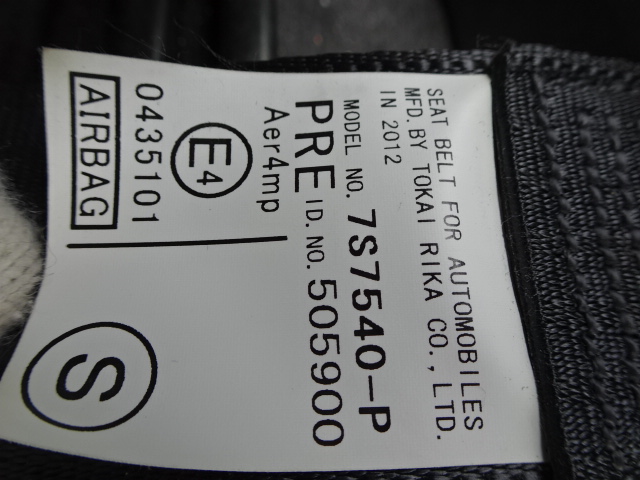 SEAT BELT FOR AUTOMOBILES
MFD. BY TOKAI RIKA CO., LTD.
IN 2012
MODEL NO. 7S7540-P
PRE ID. NO. 505900
Aer4mp
E4
0435101
AIRBAG
S